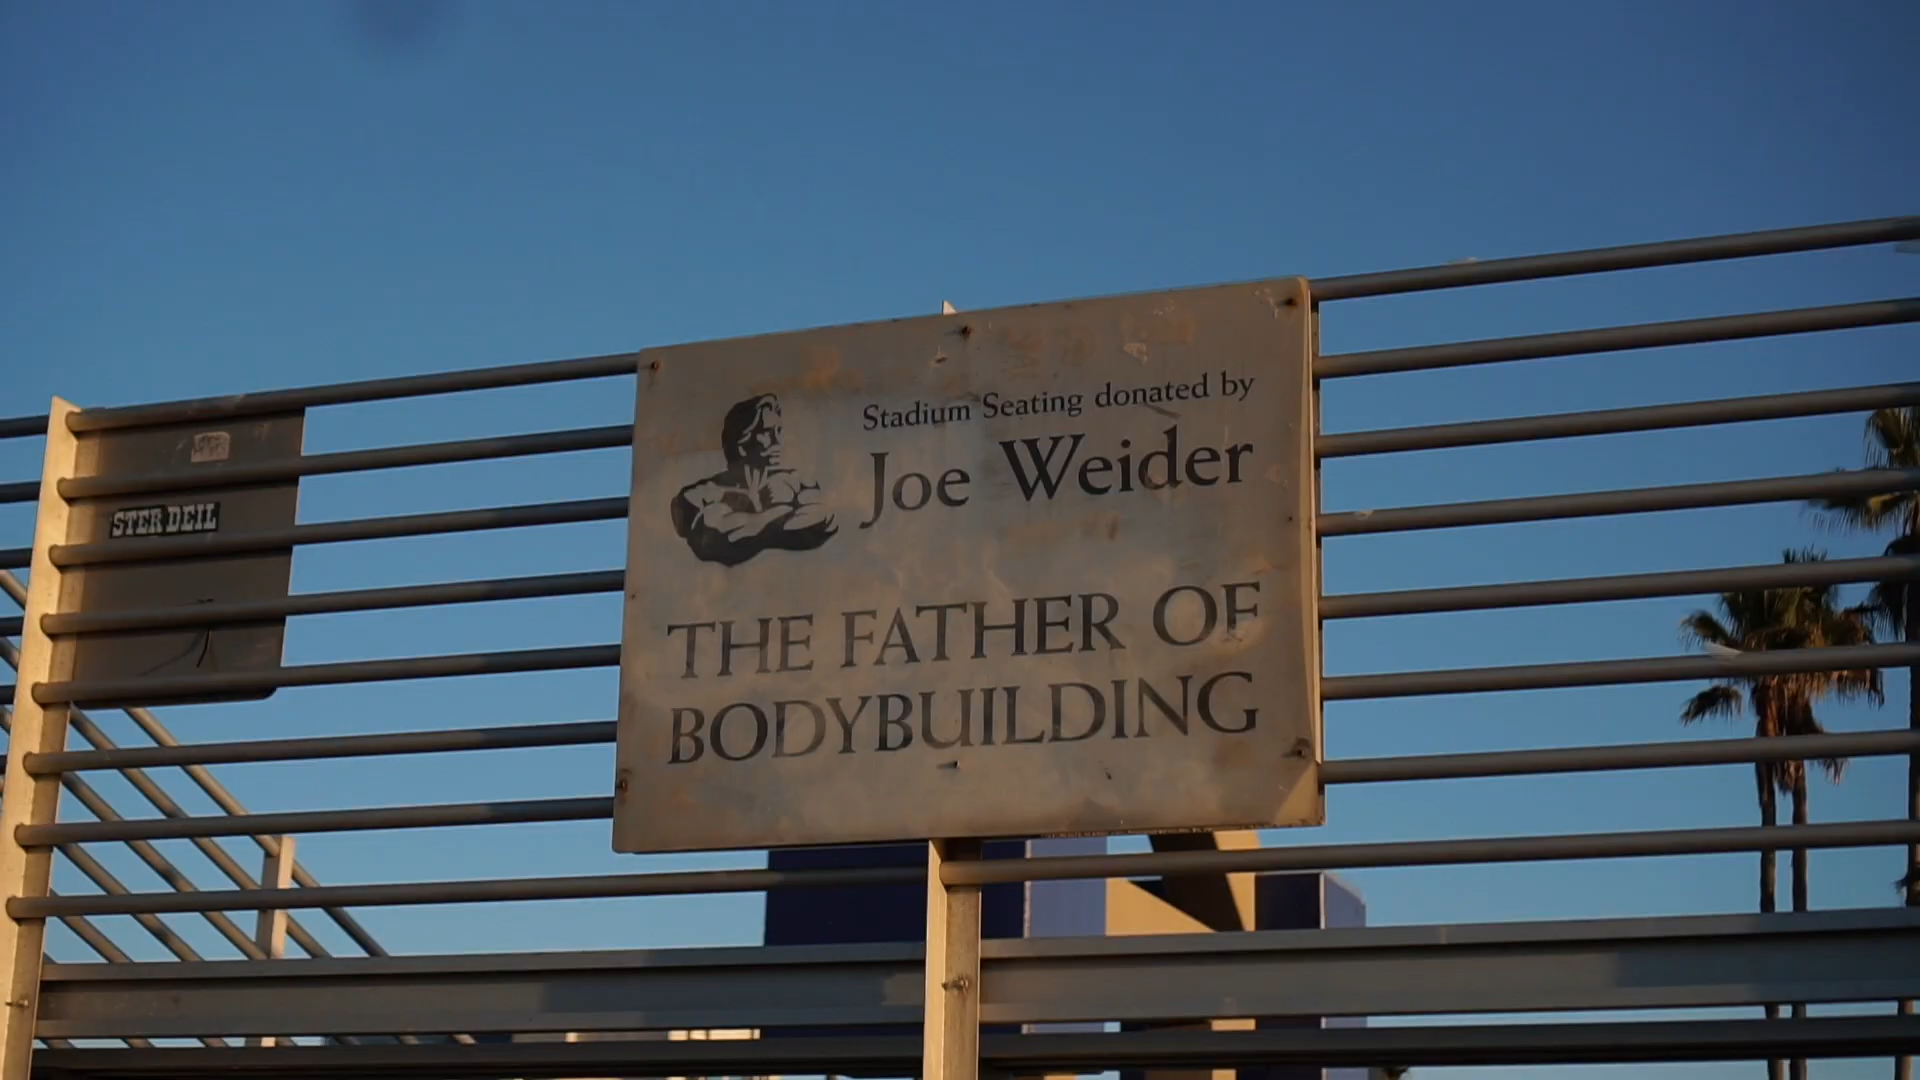 Stadium Seating donated by
Joe Weider
THE FATHER OF
BODYBUILDING
STER DEIL